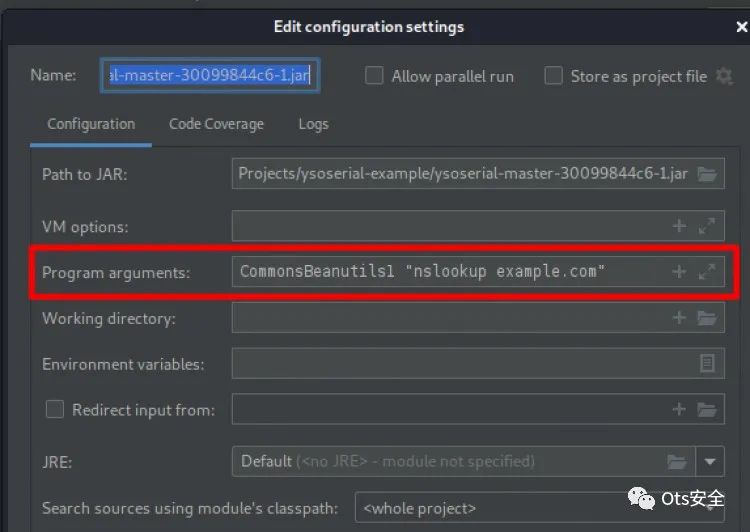 Edit configuration settings
Name: al-master-30099844c6-1.jar Allow parallel run Store as project file
Configuration Code Coverage Logs
Path to JAR: Projects/ysoserial-example/ysoserial-master-30099844c6-1.jar
VM options:
Program arguments: CommonsBeanutils1 "nslookup example.com"
Working directory:
Environment variables:
Redirect input from:
JRE: Default (<no JRE> - module not specified)
Search sources using module's classpath: <whole project>
Ots安全